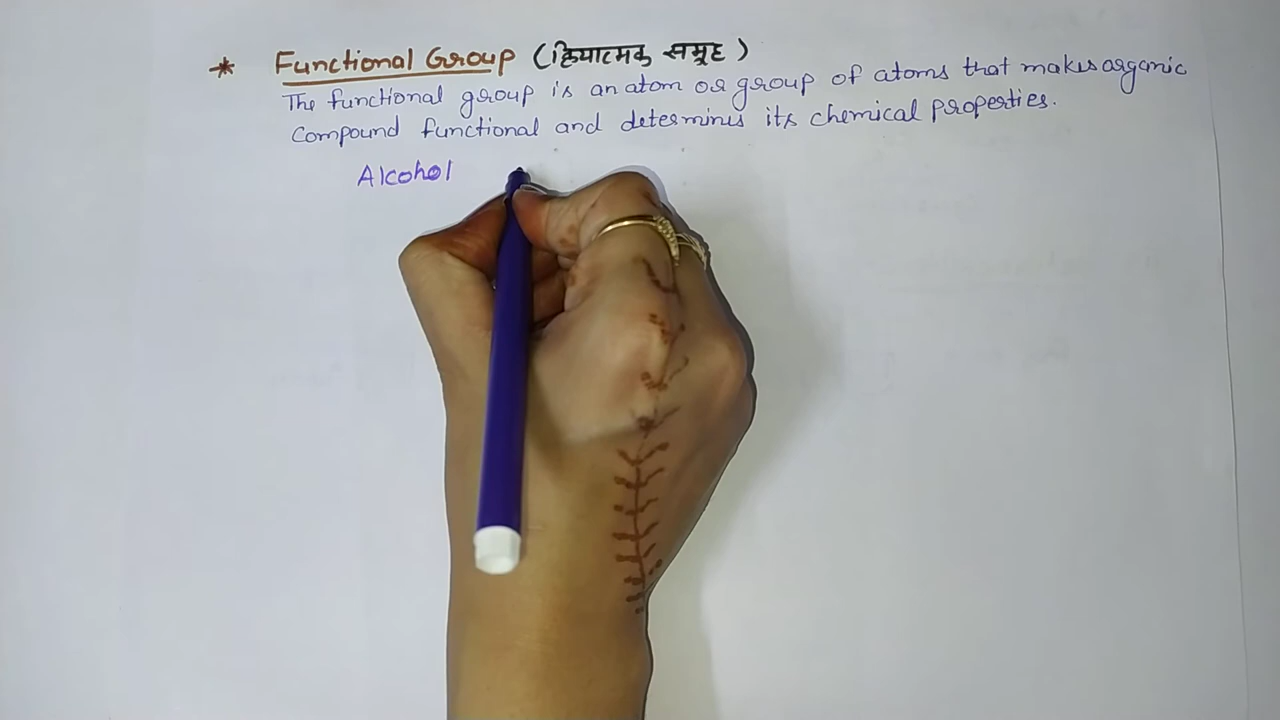 * Functional Group (क्रियात्मक समूह)
The functional group is an atom or group of atoms that makes organic
compound functional and determines its chemical properties.
Alcohol